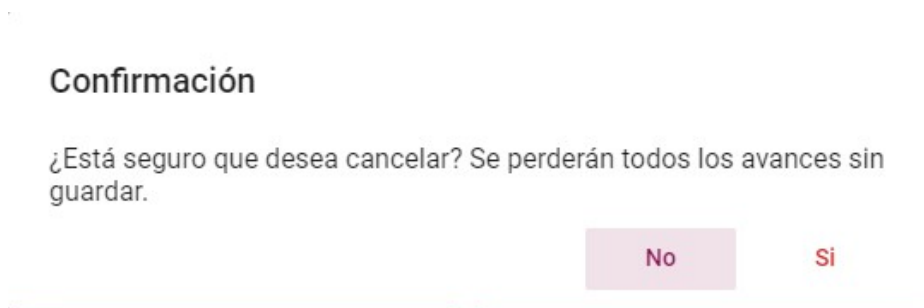 Confirmación
¿Está seguro que desea cancelar? Se perderán todos los avances sin
guardar.
No Si